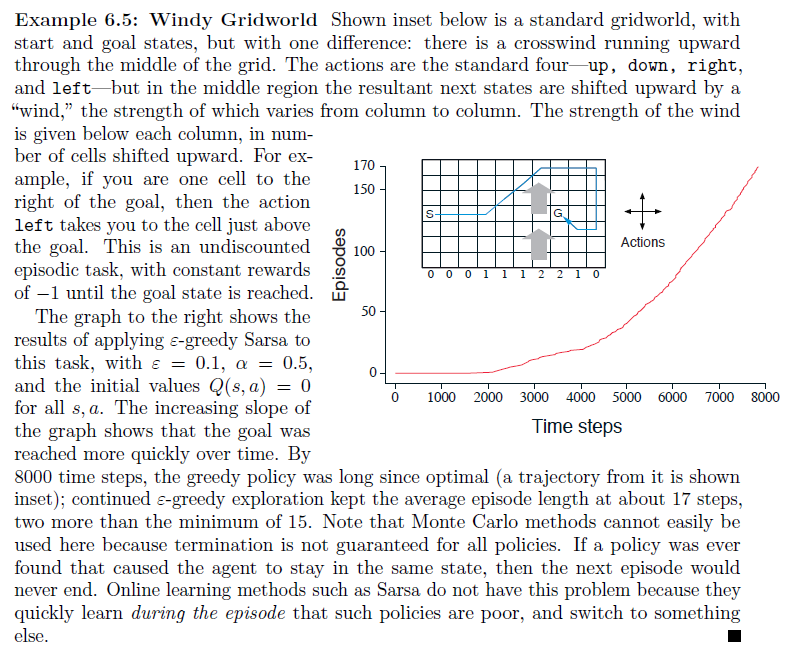 Example 6.5: Windy Gridworld Shown inset below is a standard gridworld, with
start and goal states, but with one difference: there is a crosswind running upward
through the middle of the grid. The actions are the standard four—up, down, right,
and left—but in the middle region the resultant next states are shifted upward by a
“wind,” the strength of which varies from column to column. The strength of the wind
is given below each column, in num-
ber of cells shifted upward. For ex-
ample, if you are one cell to the
right of the goal, then the action
left takes you to the cell just above
the goal. This is an undiscounted
episodic task, with constant rewards
of −1 until the goal state is reached.
The graph to the right shows the
results of applying ε-greedy Sarsa to
this task, with ε = 0.1, α = 0.5,
and the initial values Q(s, a) = 0
for all s, a. The increasing slope of
the graph shows that the goal was
reached more quickly over time. By
170
150
100
50
0
Episodes
S
G
0 0 0 1 1 1 2 2 1 0
Actions
0 1000 2000 3000 4000 5000 6000 7000 8000
Time steps
8000 time steps, the greedy policy was long since optimal (a trajectory from it is shown
inset); continued ε-greedy exploration kept the average episode length at about 17 steps,
two more than the minimum of 15. Note that Monte Carlo methods cannot easily be
used here because termination is not guaranteed for all policies. If a policy was ever
found that caused the agent to stay in the same state, then the next episode would
never end. Online learning methods such as Sarsa do not have this problem because they
quickly learn during the episode that such policies are poor, and switch to something
else.